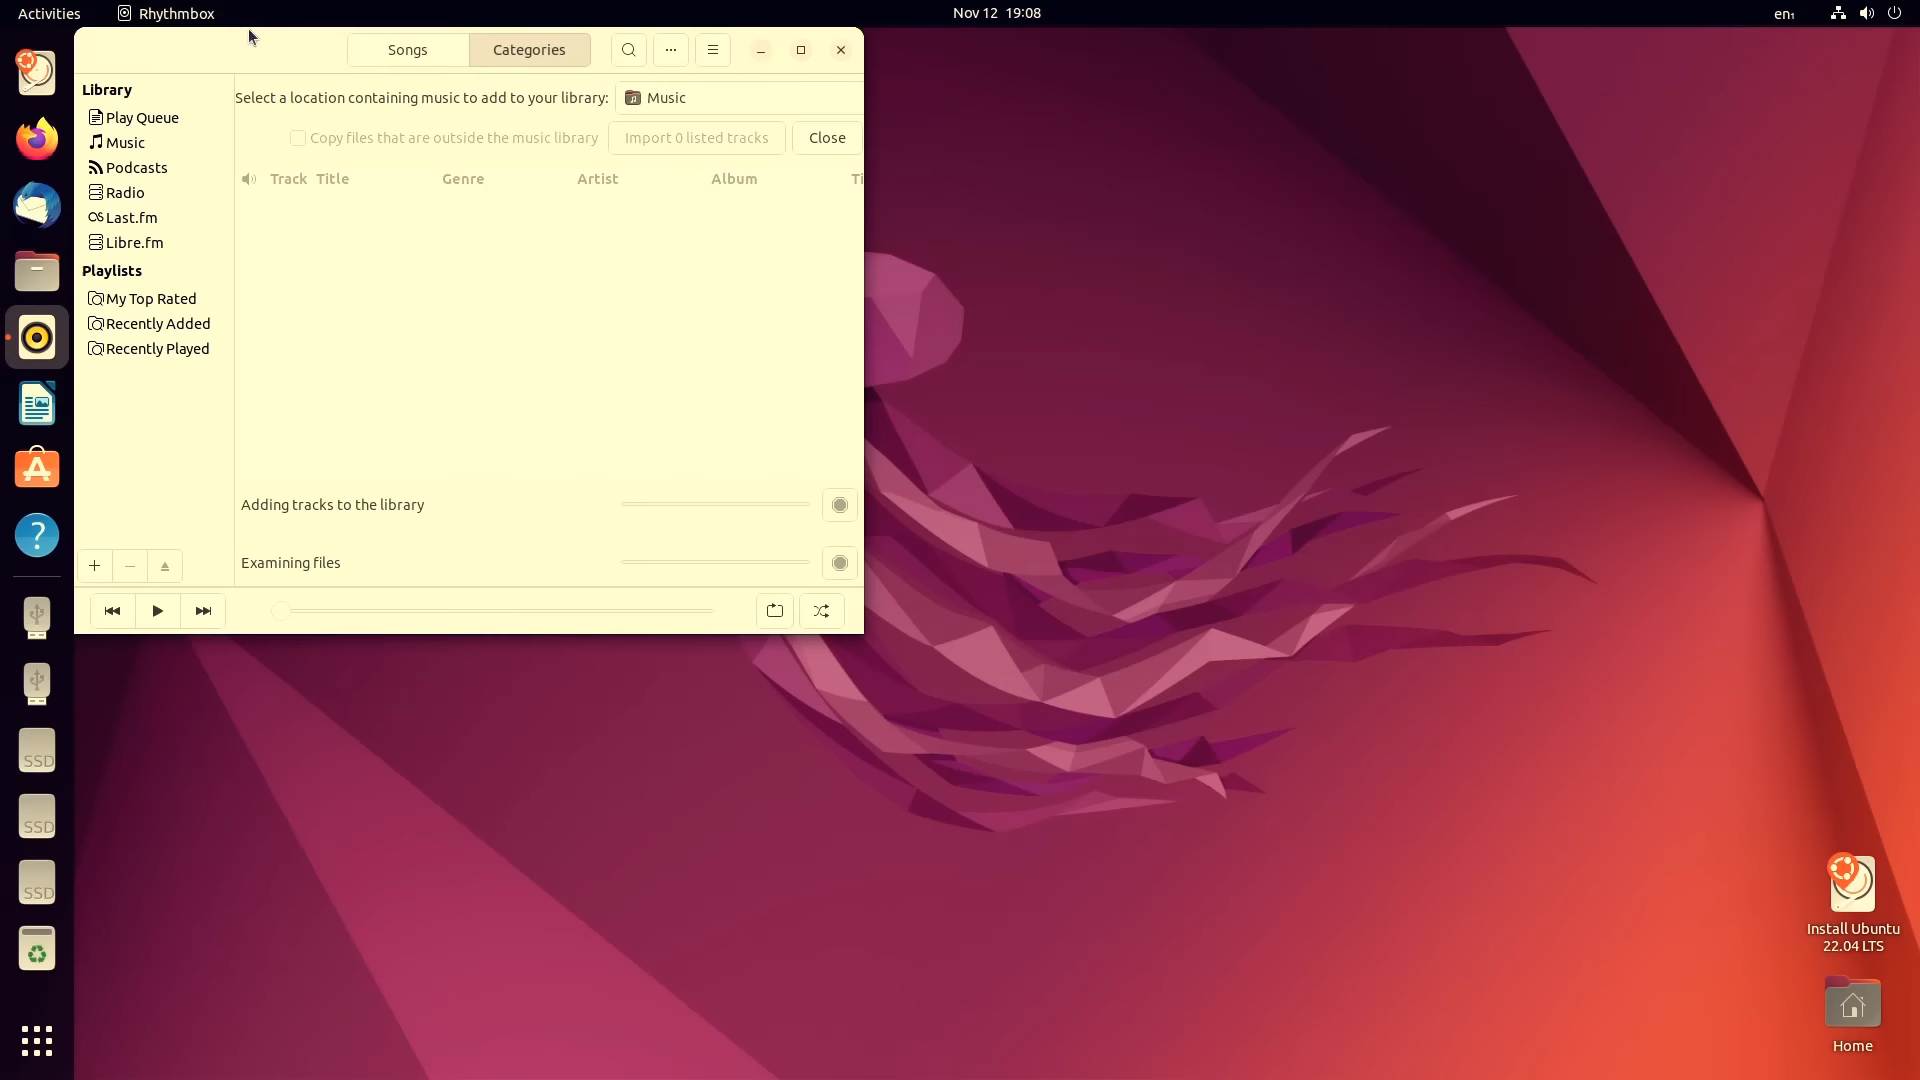 Activities
Rhythmbox
Nov 12 19:08
en₁
Songs
Categories
Library
Play Queue
Music
Podcasts
Radio
Last.fm
Libre.fm
Playlists
My Top Rated
Recently Added
Recently Played
Select a location containing music to add to your library:
Music
Copy files that are outside the music library
Import 0 listed tracks
Close
Track Title Genre Artist Album Ti
Adding tracks to the library
Examining files
SSD
SSD
SSD
Install Ubuntu
22.04 LTS
Home